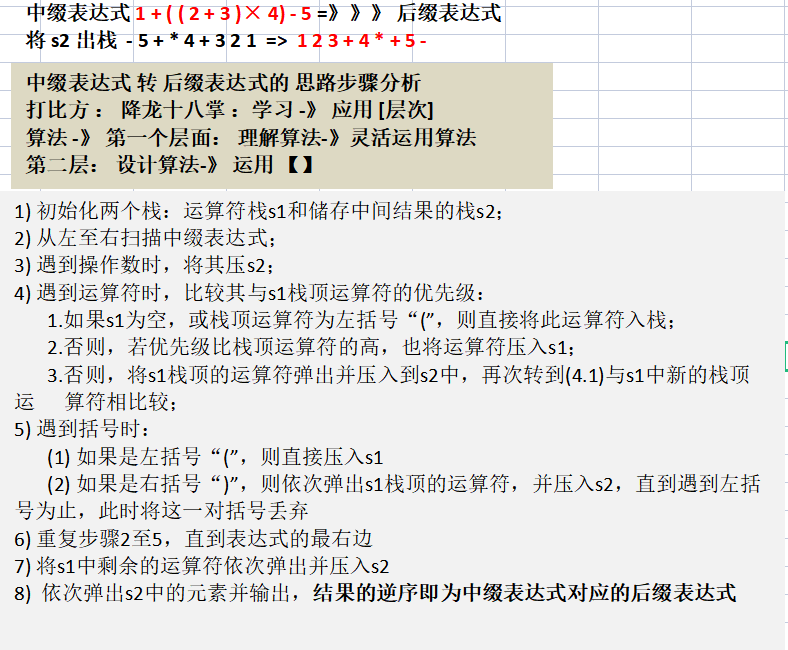 中缀表达式 1 + ( ( 2 + 3 )× 4) - 5 =》》》 后缀表达式
将 s2 出栈 - 5 + * 4 + 3 2 1 => 1 2 3 + 4 * + 5 -
中缀表达式 转 后缀表达式的 思路步骤分析
打比方： 降龙十八掌 ：学习 -》 应用 [层次]
算法 -》 第一个层面： 理解算法-》灵活运用算法
第二层： 设计算法-》 运用 【 】
1) 初始化两个栈：运算符栈s1和储存中间结果的栈s2；
2) 从左至右扫描中缀表达式；
3) 遇到操作数时，将其压s2；
4) 遇到运算符时，比较其与s1栈顶运算符的优先级：
1.如果s1为空，或栈顶运算符为左括号“(”，则直接将此运算符入栈；
2.否则，若优先级比栈顶运算符的高，也将运算符压入s1；
3.否则，将s1栈顶的运算符弹出并压入到s2中，再次转到(4.1)与s1中新的栈顶
运 算符相比较；
5) 遇到括号时：
(1) 如果是左括号“(”，则直接压入s1
(2) 如果是右括号“)”，则依次弹出s1栈顶的运算符，并压入s2，直到遇到左括
号为止，此时将这一对括号丢弃
6) 重复步骤2至5，直到表达式的最右边
7) 将s1中剩余的运算符依次弹出并压入s2
8) 依次弹出s2中的元素并输出，结果的逆序即为中缀表达式对应的后缀表达式